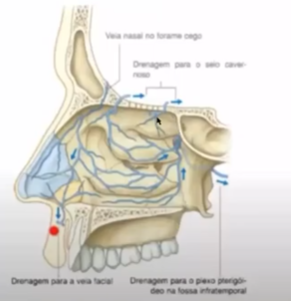 Veia nasal no forame cego
Drenagem para o seio caver-
noso
Drenagem para a veia facial
Drenagem para o plexo pterigói-
deo na fossa infratemporal